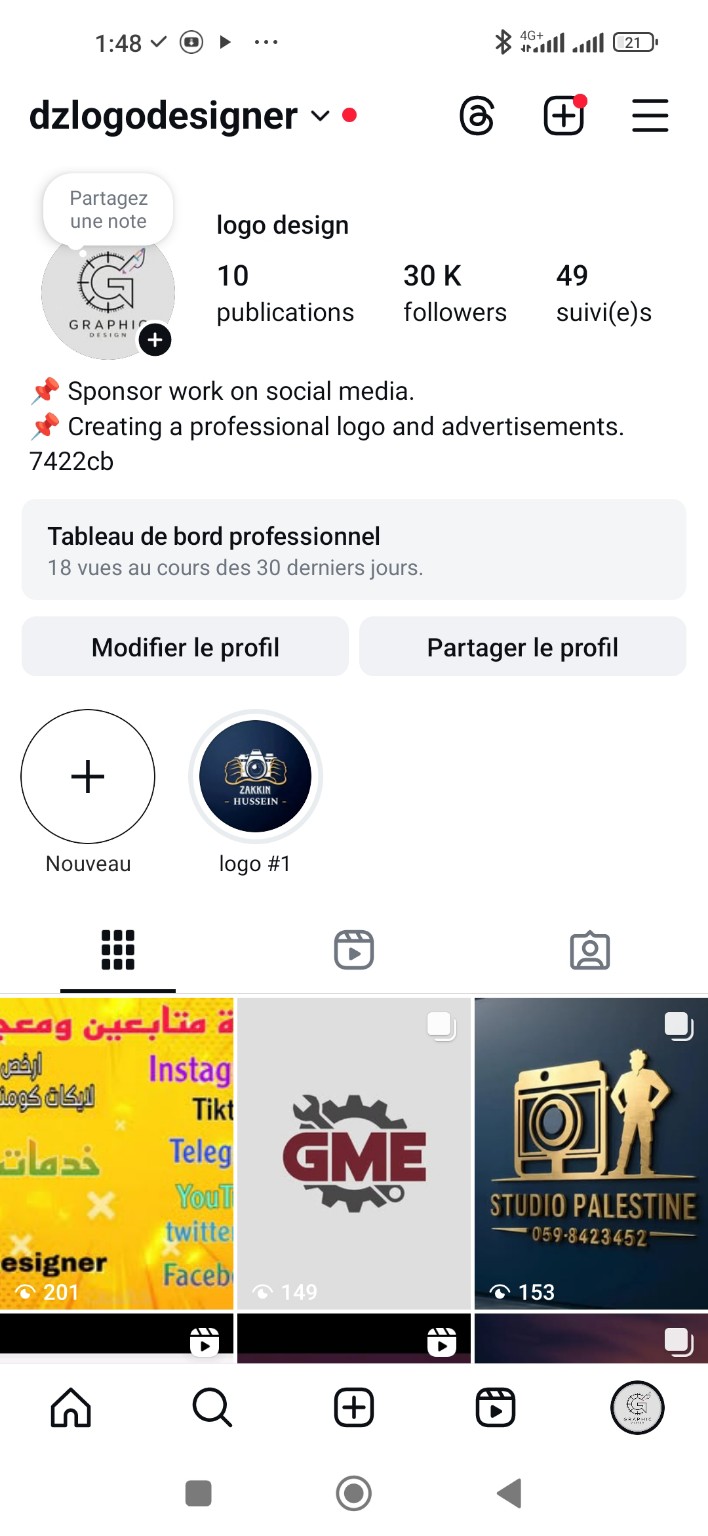 1:48
4G+
21
dzlogodesigner
Partagez
une note
logo design
10
30 K
49
publications
followers
suivi(e)s
GRAPHIC
DESIGN
📌 Sponsor work on social media.
📌 Creating a professional logo and advertisements.
7422cb
Tableau de bord professionnel
18 vues au cours des 30 derniers jours.
Modifier le profil
Partager le profil
ZAKKIN
- HUSSEIN -
Nouveau
logo #1
ة متابعين ومعج
ارخص
لايكات كومن
خدمات
Instag
Tikt
Teleg
YouT
twitte
Faceb
esigner
201
GME
149
STUDIO PALESTINE
059-8423452
153